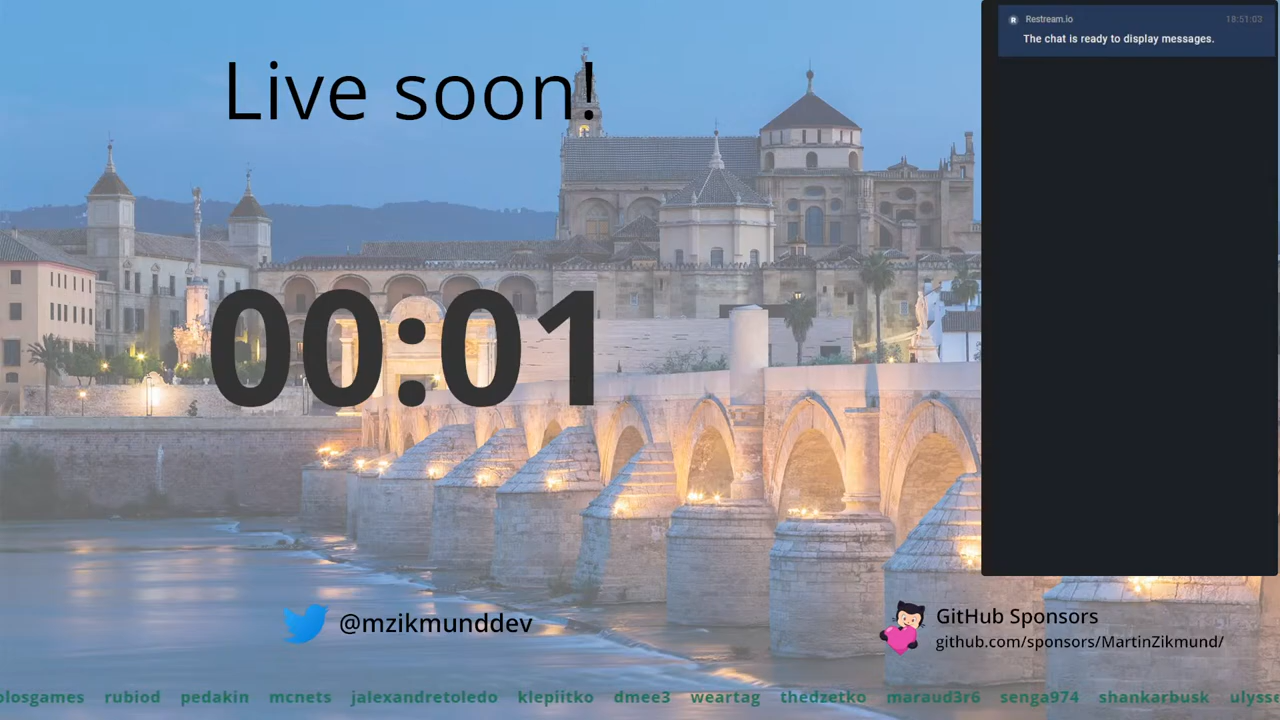 Live soon!
00:01
R Restream.io 18:51:03
The chat is ready to display messages.
@mzikmunddev
GitHub Sponsors
github.com/sponsors/MartinZikmund/
olosgames rubiod pedakin mcnets jalexandretoledo klepiitko dmee3 weartag thedzetko maraud3r6 senga974 shankarbusk ulysse